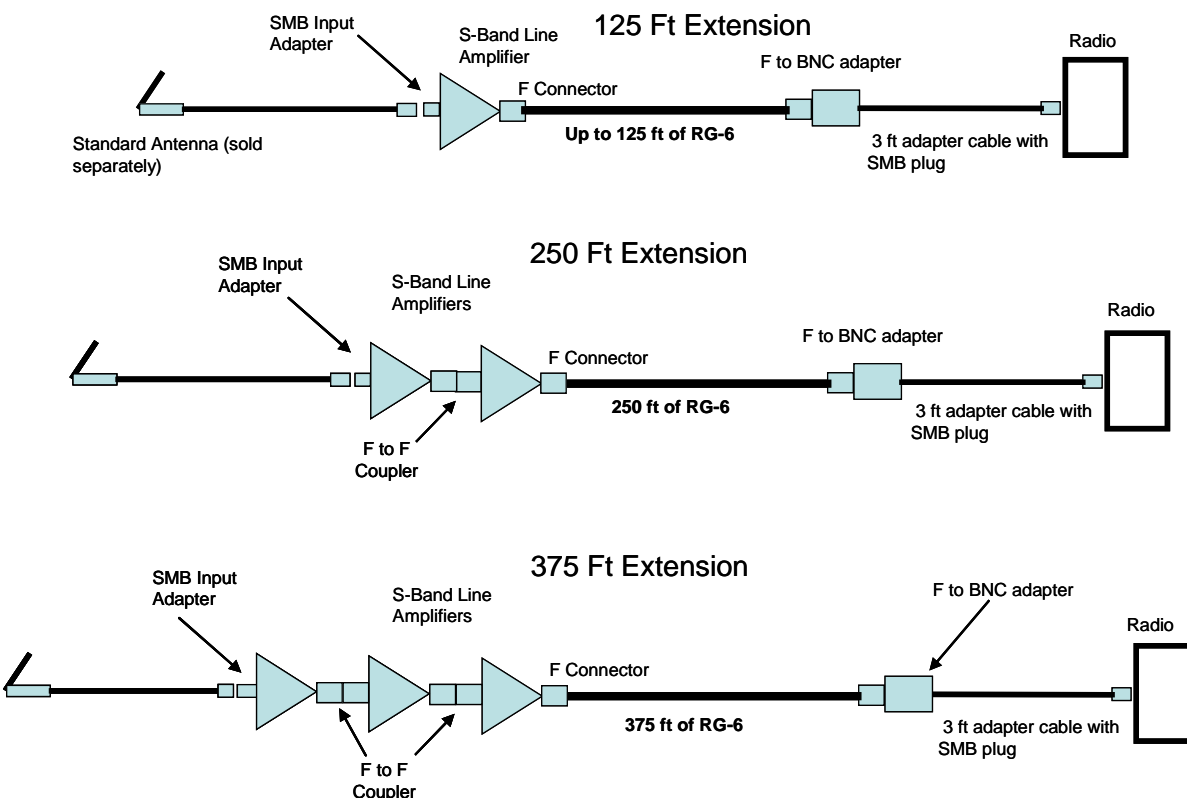 125 Ft Extension
SMB Input
Adapter
S-Band Line
Amplifier
F Connector
F to BNC adapter
Radio
Standard Antenna (sold
separately)
Up to 125 ft of RG-6
3 ft adapter cable with
SMB plug
250 Ft Extension
SMB Input
Adapter
S-Band Line
Amplifiers
F Connector
F to BNC adapter
Radio
250 ft of RG-6
3 ft adapter cable with
SMB plug
F to F
Coupler
375 Ft Extension
SMB Input
Adapter
S-Band Line
Amplifiers
F Connector
F to BNC adapter
Radio
375 ft of RG-6
3 ft adapter cable with
SMB plug
F to F
Coupler